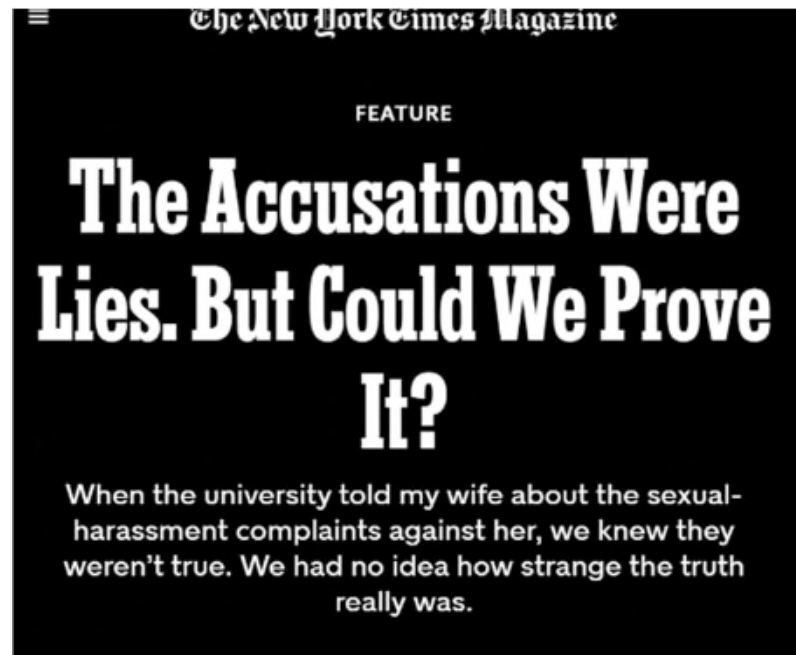 The New York Times Magazine
FEATURE
The Accusations Were
Lies. But Could We Prove
It?
When the university told my wife about the sexual-
harassment complaints against her, we knew they
weren’t true. We had no idea how strange the truth
really was.